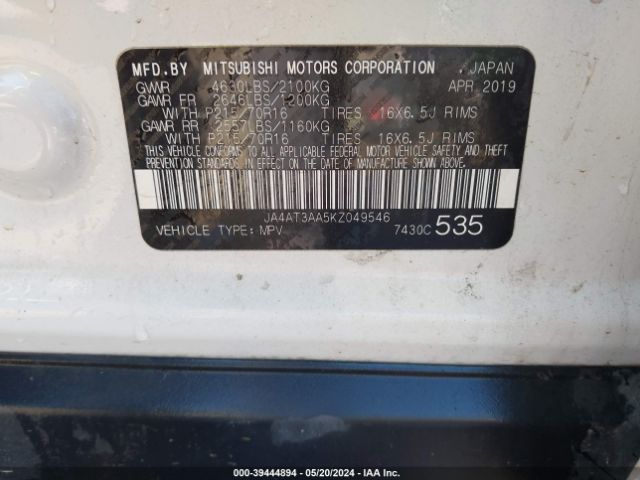 MFD.BY MITSUBISHI MOTORS CORPORATION , JAPAN
GVWR 4630LBS/2100KG APR 2019
GAWR FR 2646LBS/1200KG
WITH P215/70R16 TIRES 16X6.5J RIMS
GAWR RR 2557LBS/1160KG
WITH P215/70R16 TIRES 16X6.5J RIMS
THIS VEHICLE CONFORMS TO ALL APPLICABLE FEDERAL MOTOR VEHICLE SAFETY AND THEFT
PREVENTION STANDARDS IN EFFECT ON THE DATE OF MANUFACTURE SHOWN ABOVE.
JA4AT3AA5KZ049546
VEHICLE TYPE: MPV 7430C 535
000-39444894 - 05/20/2024 - IAA Inc.